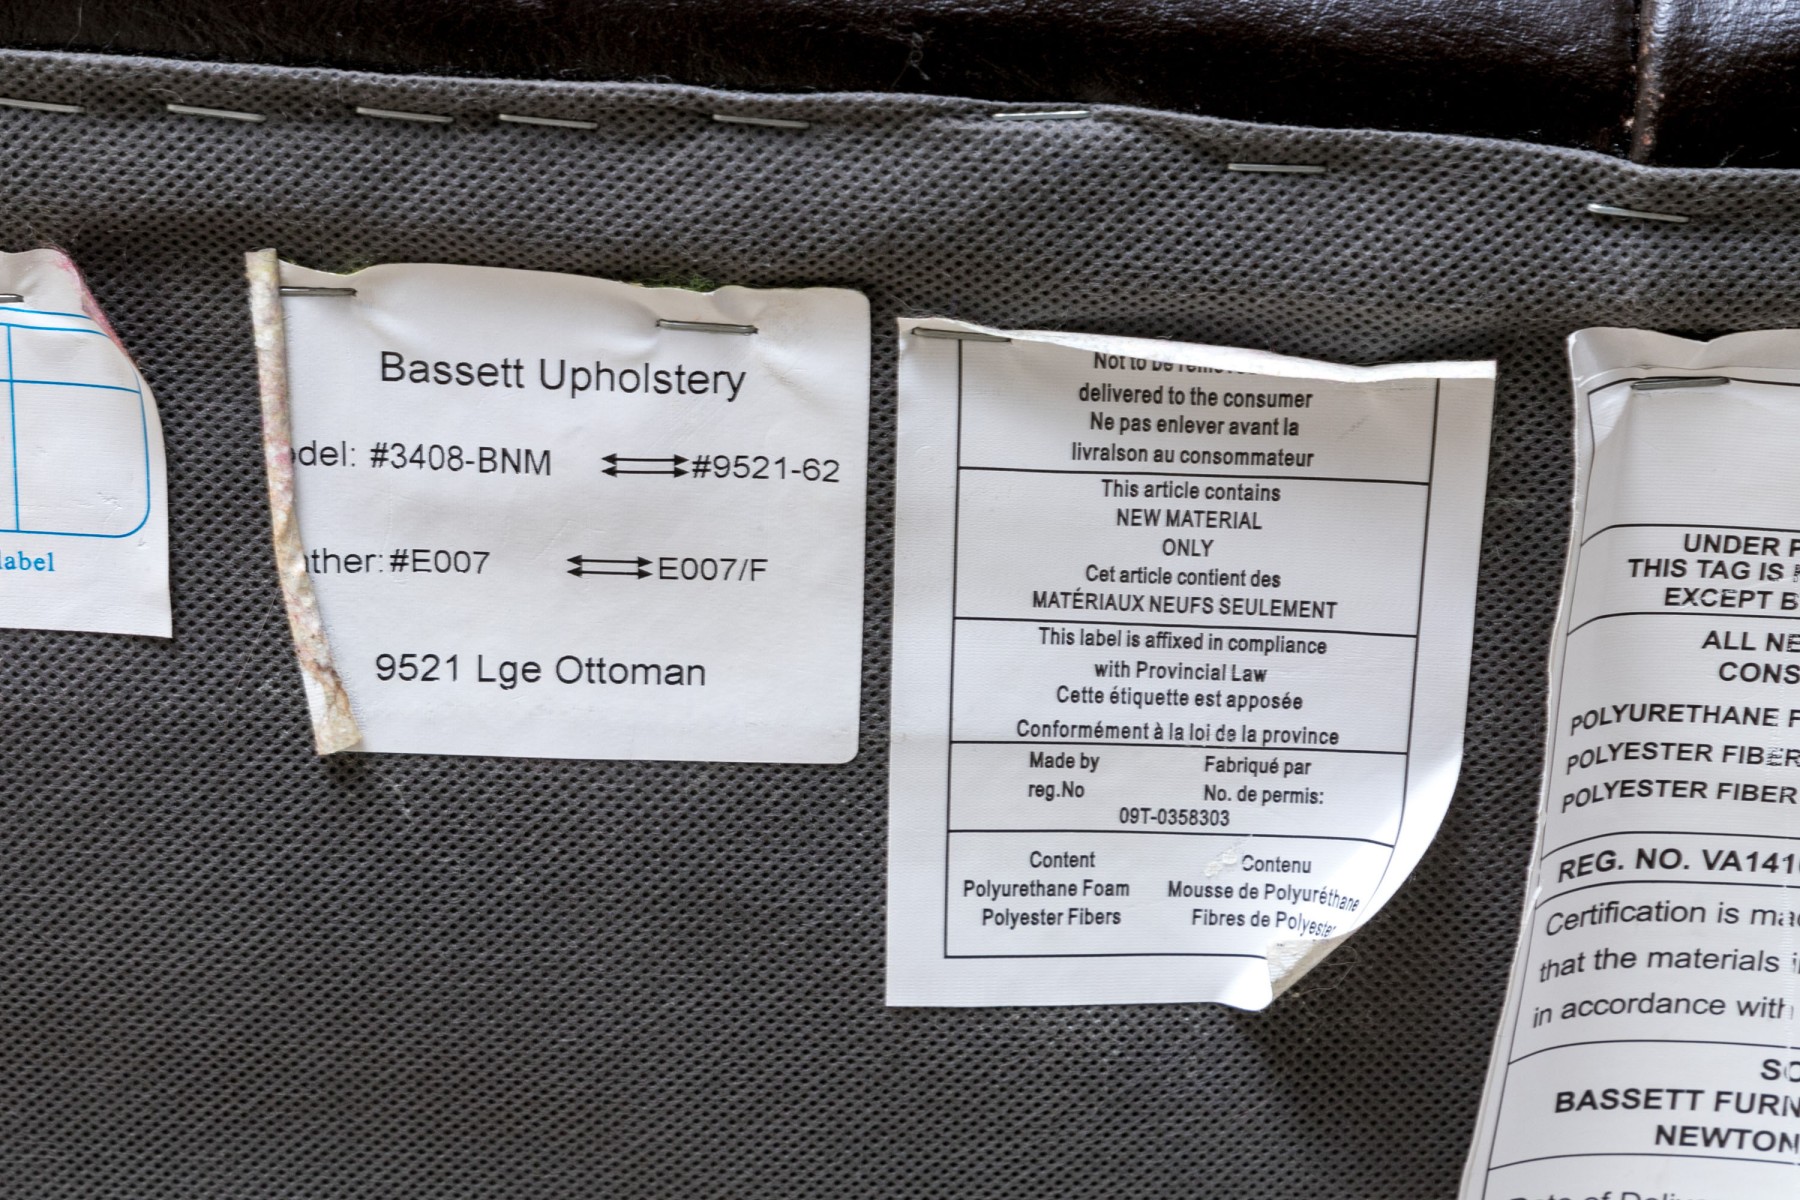 label
Bassett Upholstery
del: #3408-BNM #9521-62
ther: #E007 E007/F
9521 Lge Ottoman
Not to be
delivered to the consumer
Ne pas enlever avant la
livralson au consommateur
This article contains
NEW MATERIAL
ONLY
Cet article contient des
MATÉRIAUX NEUFS SEULEMENT
This label is affixed in compliance
with Provincial Law
Cette étiquette est apposée
Conformément à la loi de la province
Made by Fabriqué par
reg.No No. de permis:
09T-0358303
Content Contenu
Polyurethane Foam Mousse de Polyuréthane
Polyester Fibers Fibres de Polyester
UNDER P
THIS TAG IS
EXCEPT B
ALL NE
CONS
POLYURETHANE F
POLYESTER FIBER
POLYESTER FIBER
REG. NO. VA141
Certification is ma
that the materials i
in accordance with
SO
BASSETT FURN
NEWTON